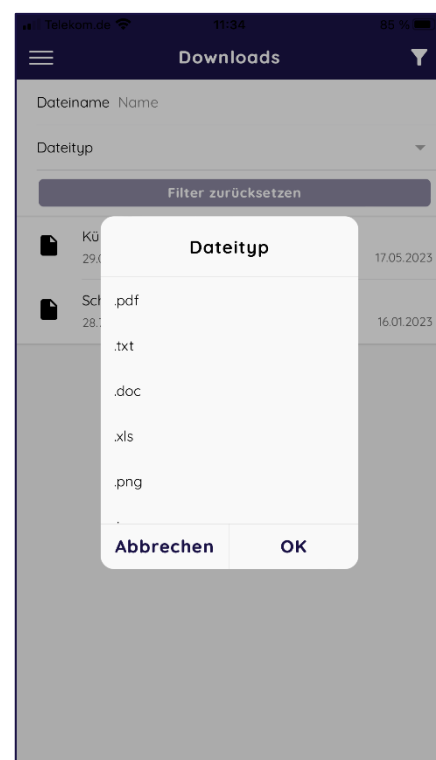 Telekom.de 11:34 85 %
Downloads
Dateiname Name
Dateityp
Filter zurücksetzen
Kü
29.0
17.05.2023
Sch
28.
16.01.2023
Dateityp
.pdf
.txt
.doc
.xls
.png
Abbrechen OK